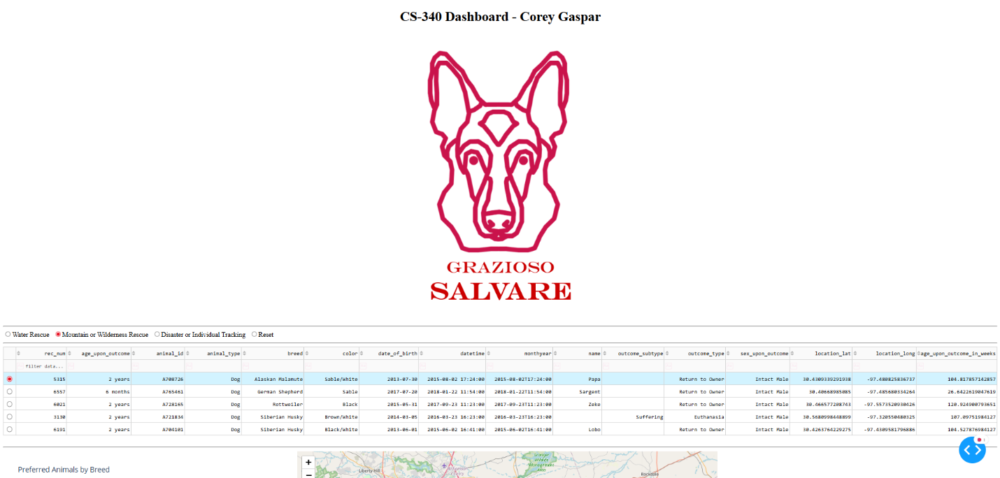 CS-340 Dashboard - Corey Gaspar
GRAZIOSO
SALVARE
Water Rescue Mountain or Wilderness Rescue Disaster or Individual Tracking Reset
rec_num age_upon_outcome animal_id animal_type breed color date_of_birth datetime monthyear name outcome_subtype outcome_type sex_upon_outcome location_lat location_long age_upon_outcome_in_weeks
filter data...
5315 2 years A708726 Dog Alaskan Malamute Sable/White 2013-07-30 2015-08-02 17:24:00 2015-08-02T17:24:00 Papa Return to Owner Intact Male 30.4309339291938 -97.480825836737 104.817857142857
6557 6 months A765461 Dog German Shepherd Sable 2017-07-20 2018-01-22 11:54:00 2018-01-22T11:54:00 Sargent Return to Owner Intact Male 30.40668985085 -97.485680334264 26.6422619047619
6021 2 years A728165 Dog Rottweiler Black 2015-05-31 2017-09-23 11:23:00 2017-09-23T11:23:00 Zeke Return to Owner Intact Male 30.466577208743 -97.5573520930426 120.924900793651
3130 2 years A721834 Dog Siberian Husky Brown/White 2014-03-05 2016-03-23 16:23:00 2016-03-23T16:23:00 Suffering Euthanasia Intact Male 30.5680998448899 -97.320550480325 107.09751984127
6191 2 years A704101 Dog Siberian Husky Black/White 2013-06-01 2015-06-02 16:41:00 2015-06-02T16:41:00 Lobo Return to Owner Intact Male 30.4263764229275 -97.4309581796886 104.527876984127
Preferred Animals by Breed
+
−
Liberty Hill
Granger
Wildlife
Management
Area
Rockdale